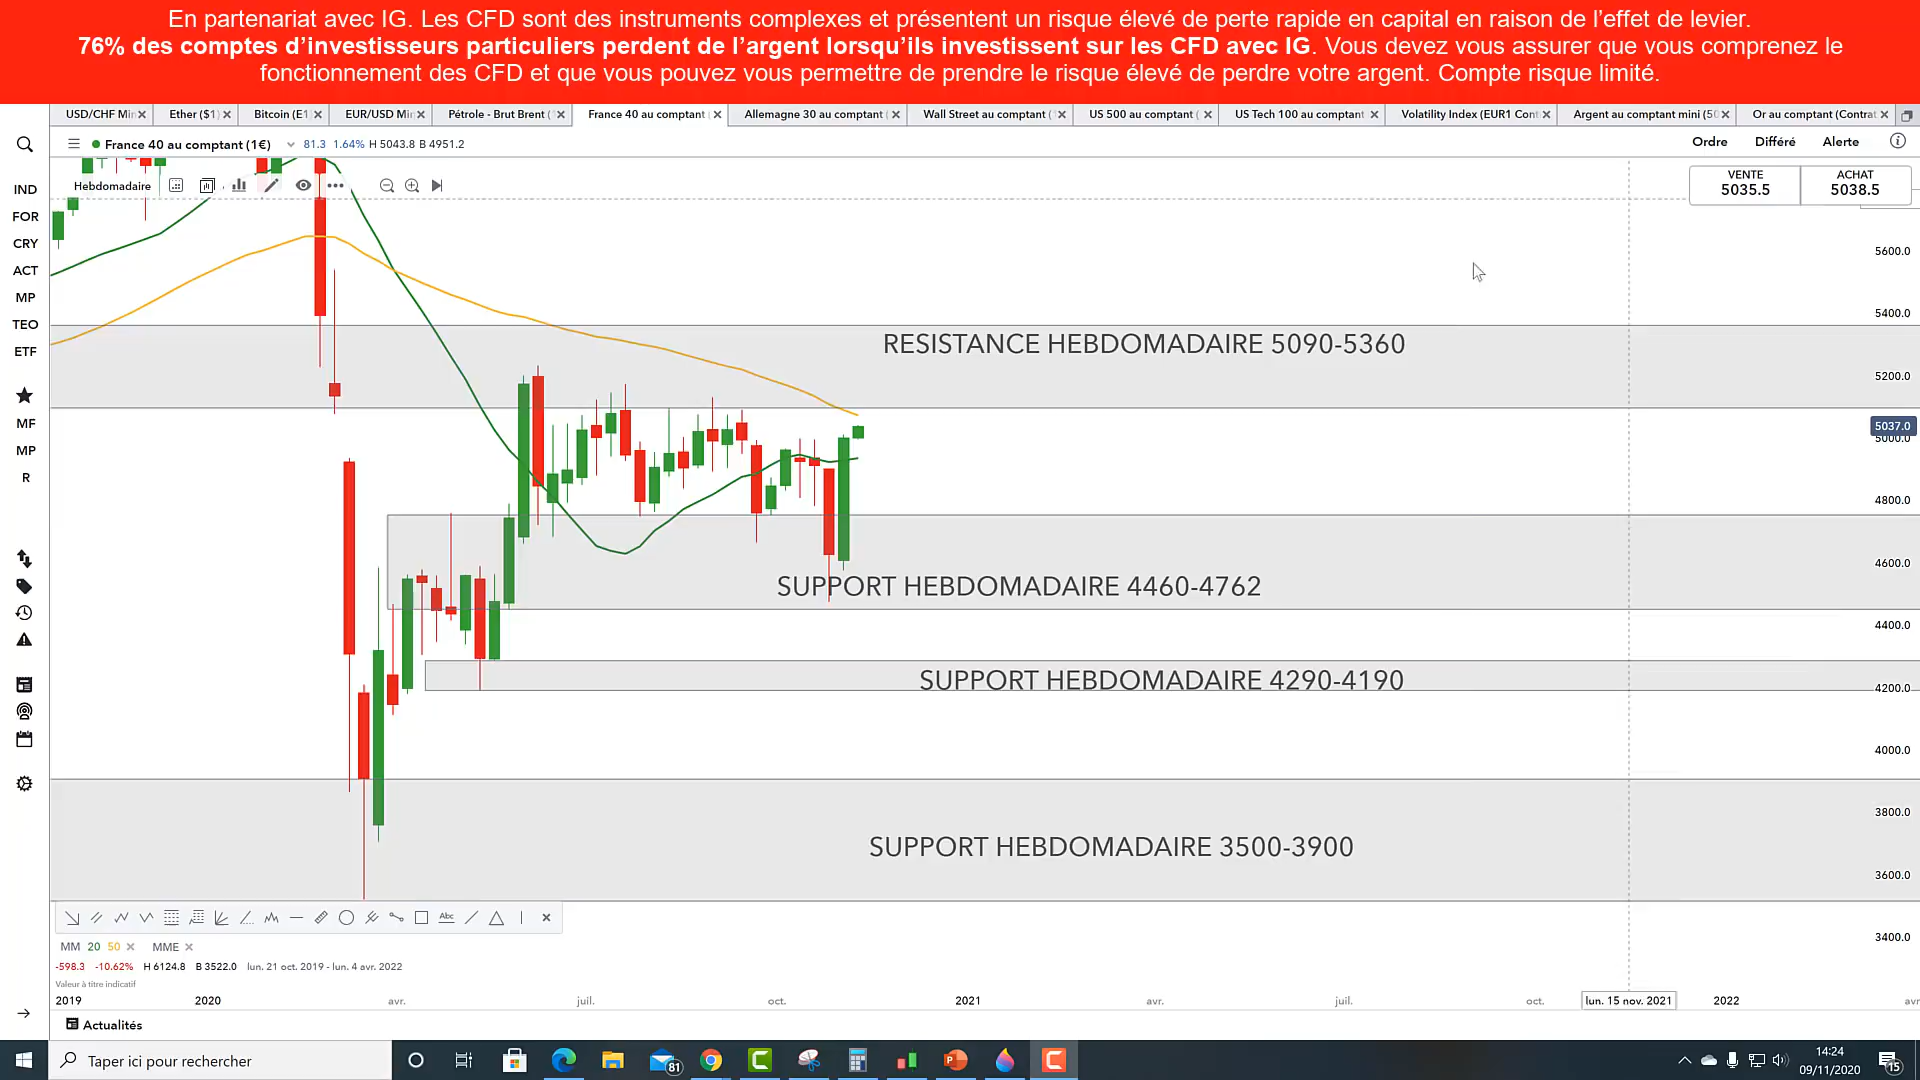 En partenariat avec IG. Les CFD sont des instruments complexes et présentent un risque élevé de perte rapide en capital en raison de l'effet de levier.
76% des comptes d'investisseurs particuliers perdent de l'argent lorsqu'ils investissent sur les CFD avec IG. Vous devez vous assurer que vous comprenez le
fonctionnement des CFD et que vous pouvez vous permettre de prendre le risque élevé de perdre votre argent. Compte risque limité.
USD/CHF Min Ether ($1) Bitcoin (E1 EUR/USD Mi Pétrole - Brut Brent ( France 40 au comptant ( Allemagne 30 au comptant Wall Street au comptant ( US 500 au comptant ( US Tech 100 au comptant Volatility Index (EUR1 Con Argent au comptant mini (50 Or au comptant (Contrat
France 40 au comptant (1€) 81.3 1.64% H 5043.8 B 4951.2 Ordre Différé Alerte
Hebdomadaire
VENTE ACHAT
5035.5 5038.5
IND
FOR
CRY
ACT
MP
TEO
ETF
MF
MP
R
5600.0
5400.0
RESISTANCE HEBDOMADAIRE 5090-5360
5200.0
5037.0
5000.0
4800.0
4600.0
SUPPORT HEBDOMADAIRE 4460-4762
4400.0
SUPPORT HEBDOMADAIRE 4290-4190
4200.0
4000.0
3800.0
SUPPORT HEBDOMADAIRE 3500-3900
3600.0
Abc
3400.0
MM 20 50 MME
-598.3 -10.62% H 6124.8 B 3522.0 lun. 21 oct. 2019 - lun. 4 avr. 2022
Valeur à titre indicatif
2019 2020 avr. juil. oct. 2021 avr. juil. oct. lun. 15 nov. 2021 2022 avr
Actualités
Taper ici pour rechercher
81
14:24
09/11/2020
15